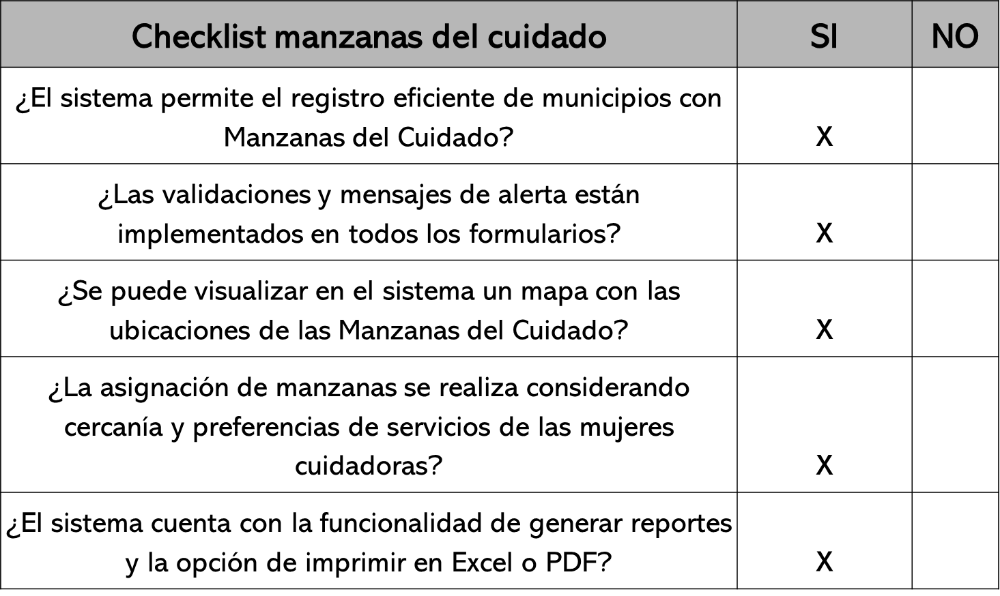 Checklist manzanas del cuidado SI NO
¿El sistema permite el registro eficiente de municipios con
Manzanas del Cuidado? X
¿Las validaciones y mensajes de alerta están
implementados en todos los formularios? X
¿Se puede visualizar en el sistema un mapa con las
ubicaciones de las Manzanas del Cuidado? X
¿La asignación de manzanas se realiza considerando
cercanía y preferencias de servicios de las mujeres
cuidadoras? X
¿El sistema cuenta con la funcionalidad de generar reportes
y la opción de imprimir en Excel o PDF? X